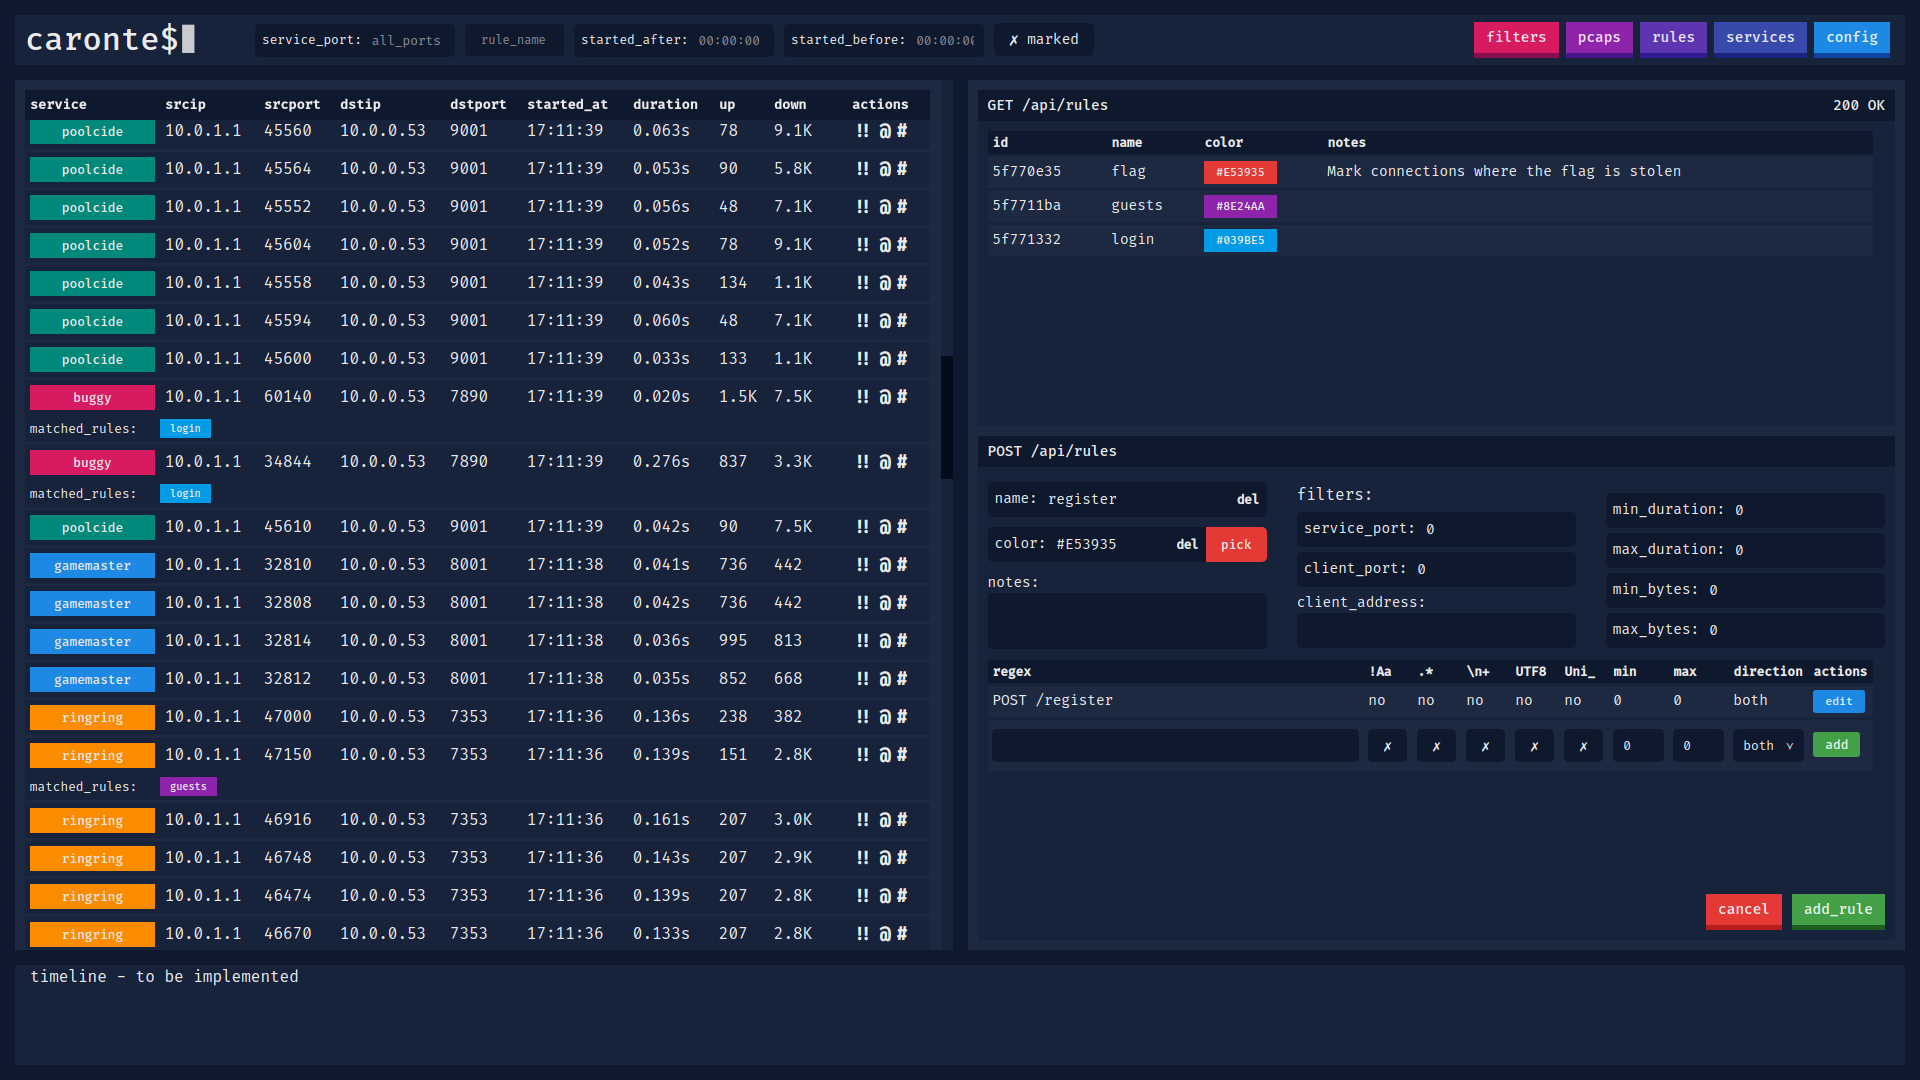 caronte$
service_port: all_ports rule_name started_after: 00:00:00 started_before: 00:00:00 ✗ marked
filters pcaps rules services config
service srcip srcport dstip dstport started_at duration up down actions
poolcide 10.0.1.1 45560 10.0.0.53 9001 17:11:39 0.063s 78 9.1K !! @ #
poolcide 10.0.1.1 45564 10.0.0.53 9001 17:11:39 0.053s 90 5.8K !! @ #
poolcide 10.0.1.1 45552 10.0.0.53 9001 17:11:39 0.056s 48 7.1K !! @ #
poolcide 10.0.1.1 45604 10.0.0.53 9001 17:11:39 0.052s 78 9.1K !! @ #
poolcide 10.0.1.1 45558 10.0.0.53 9001 17:11:39 0.043s 134 1.1K !! @ #
poolcide 10.0.1.1 45594 10.0.0.53 9001 17:11:39 0.060s 48 7.1K !! @ #
poolcide 10.0.1.1 45600 10.0.0.53 9001 17:11:39 0.033s 133 1.1K !! @ #
buggy 10.0.1.1 60140 10.0.0.53 7890 17:11:39 0.020s 1.5K 7.5K !! @ #
matched_rules: login
buggy 10.0.1.1 34844 10.0.0.53 7890 17:11:39 0.276s 837 3.3K !! @ #
matched_rules: login
poolcide 10.0.1.1 45610 10.0.0.53 9001 17:11:39 0.042s 90 7.5K !! @ #
gamemaster 10.0.1.1 32810 10.0.0.53 8001 17:11:38 0.041s 736 442 !! @ #
gamemaster 10.0.1.1 32808 10.0.0.53 8001 17:11:38 0.042s 736 442 !! @ #
gamemaster 10.0.1.1 32814 10.0.0.53 8001 17:11:38 0.036s 995 813 !! @ #
gamemaster 10.0.1.1 32812 10.0.0.53 8001 17:11:38 0.035s 852 668 !! @ #
ringring 10.0.1.1 47000 10.0.0.53 7353 17:11:36 0.136s 238 382 !! @ #
ringring 10.0.1.1 47150 10.0.0.53 7353 17:11:36 0.139s 151 2.8K !! @ #
matched_rules: guests
ringring 10.0.1.1 46916 10.0.0.53 7353 17:11:36 0.161s 207 3.0K !! @ #
ringring 10.0.1.1 46748 10.0.0.53 7353 17:11:36 0.143s 207 2.9K !! @ #
ringring 10.0.1.1 46474 10.0.0.53 7353 17:11:36 0.139s 207 2.8K !! @ #
ringring 10.0.1.1 46670 10.0.0.53 7353 17:11:36 0.133s 207 2.8K !! @ #
GET /api/rules 200 OK
id name color notes
5f770e35 flag #E53935 Mark connections where the flag is stolen
5f7711ba guests #8E24AA
5f771332 login #039BE5
POST /api/rules
name: register del
color: #E53935 del pick
notes:
filters:
service_port: 0
client_port: 0
client_address:
min_duration: 0
max_duration: 0
min_bytes: 0
max_bytes: 0
regex !Aa .* \n+ UTF8 Uni_ min max direction actions
POST /register no no no no no 0 0 both edit
✗ ✗ ✗ ✗ ✗ 0 0 both add
cancel add_rule
timeline - to be implemented